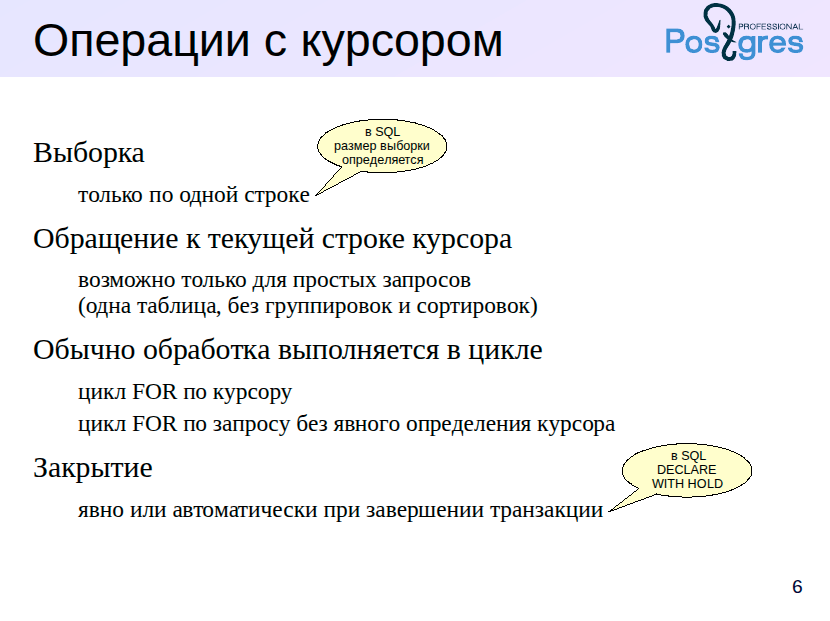 Операции с курсором
PROFESSIONAL
Postgres
Выборка
в SQL
размер выборки
определяется
только по одной строке
Обращение к текущей строке курсора
возможно только для простых запросов
(одна таблица, без группировок и сортировок)
Обычно обработка выполняется в цикле
цикл FOR по курсору
цикл FOR по запросу без явного определения курсора
Закрытие
в SQL
DECLARE
WITH HOLD
явно или автоматически при завершении транзакции
6